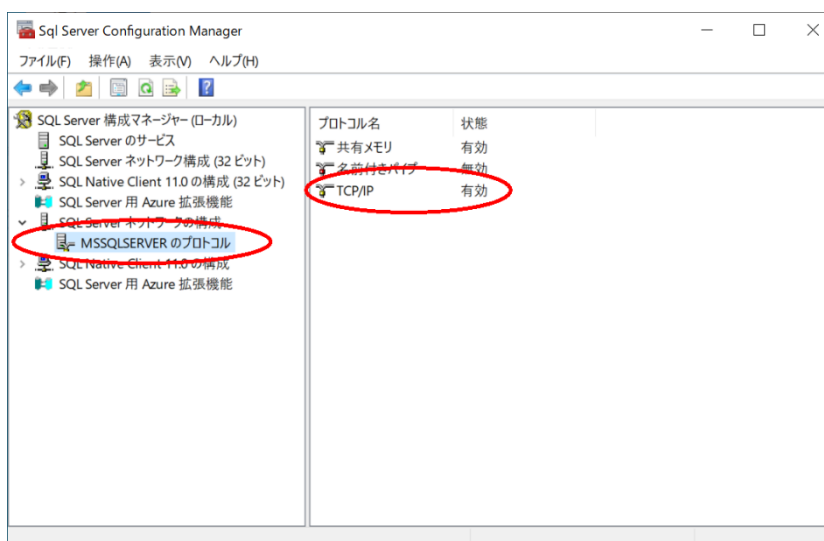 Sql Server Configuration Manager
ファイル(F) 操作(A) 表示(V) ヘルプ(H)
SQL Server 構成マネージャー (ローカル)
SQL Server のサービス
SQL Server ネットワーク構成 (32 ビット)
SQL Native Client 11.0 の構成 (32 ビット)
SQL Server 用 Azure 拡張機能
SQL Server ネットワークの構成
MSSQLSERVER のプロトコル
SQL Native Client 11.0 の構成
SQL Server 用 Azure 拡張機能
プロトコル名 状態
共有メモリ 有効
名前付きパイプ 無効
TCP/IP 有効